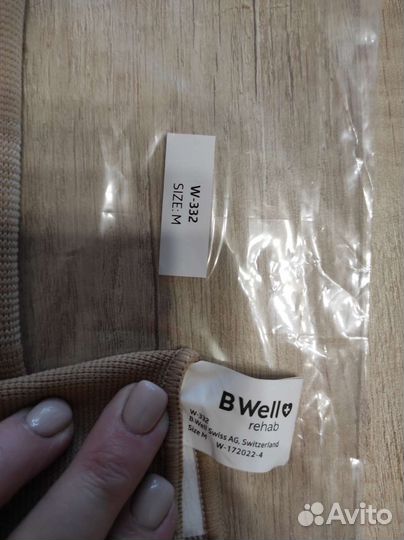 W-332
SIZE: M
B Well
rehab
W-332
B.Well Swiss AG, Switzerland
Size M W-172022-4
Avito